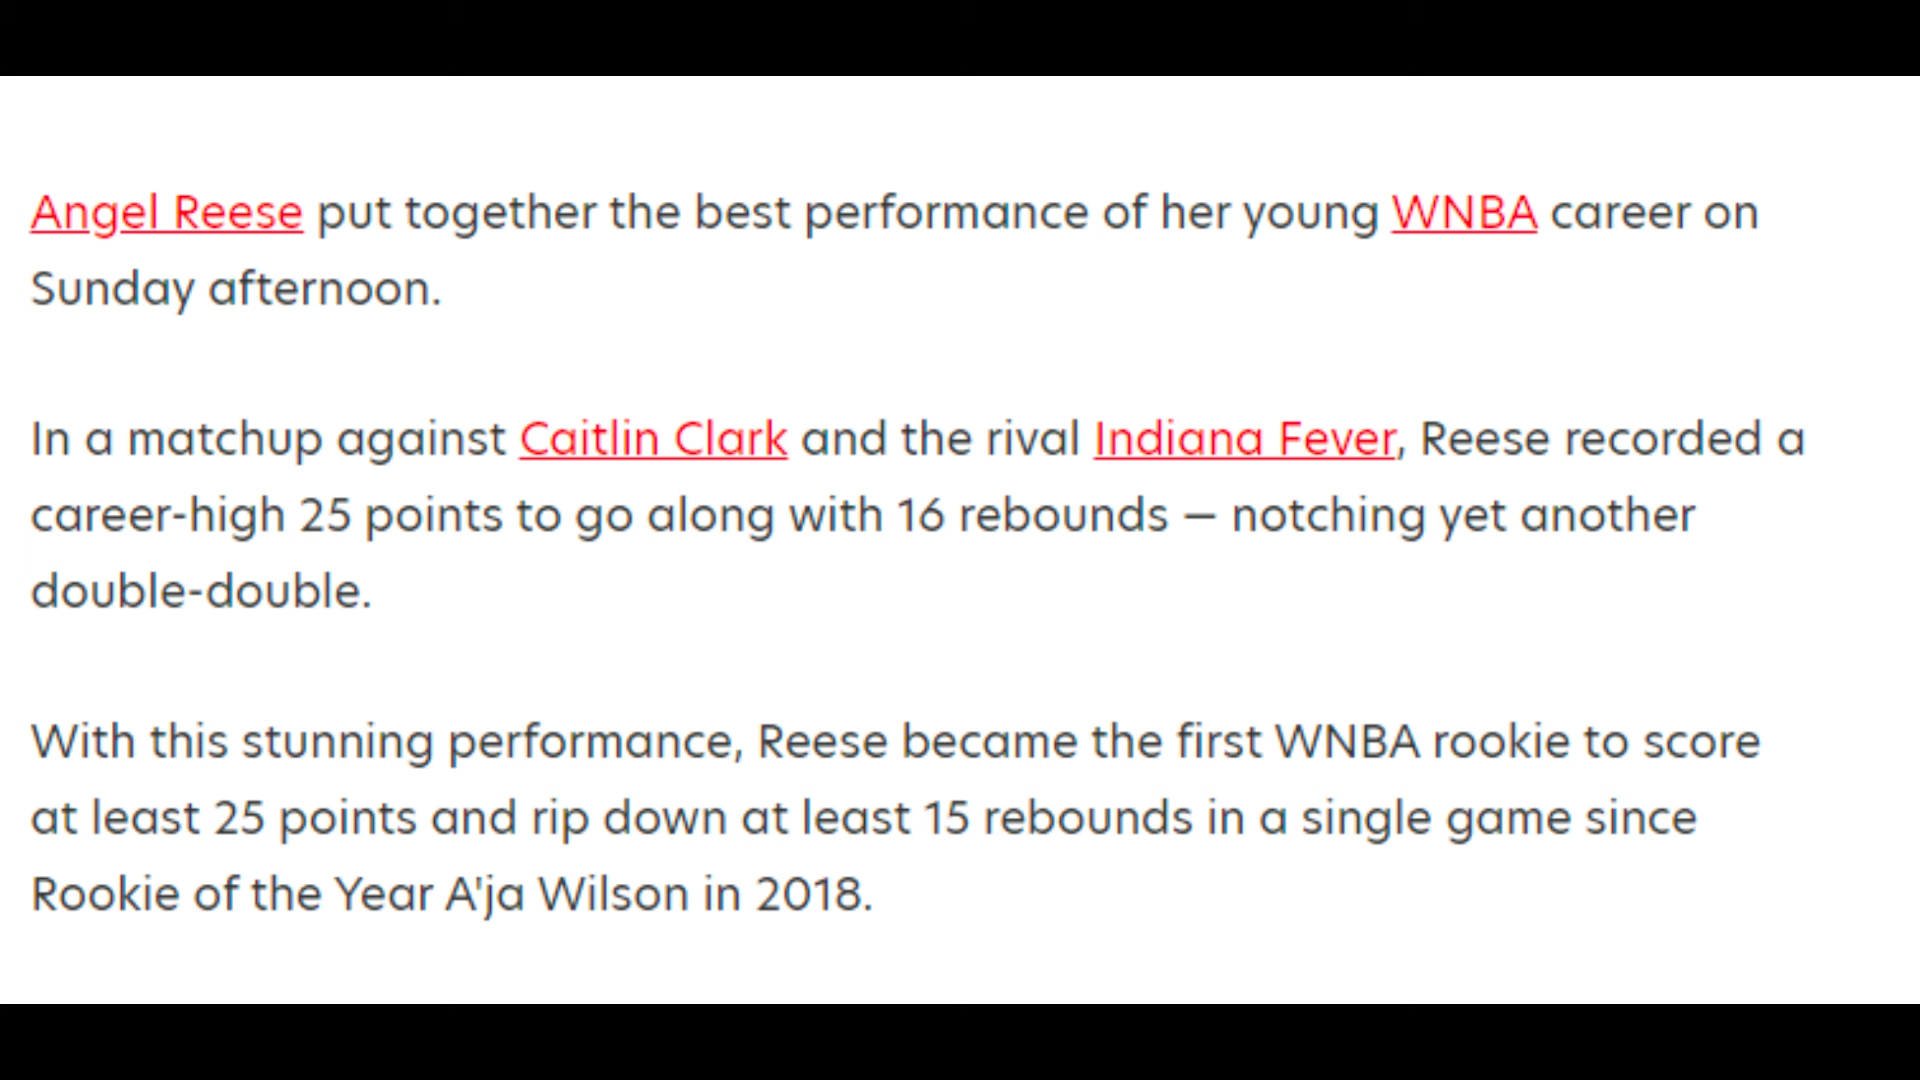 Angel Reese put together the best performance of her young WNBA career on
Sunday afternoon.
In a matchup against Caitlin Clark and the rival Indiana Fever, Reese recorded a
career-high 25 points to go along with 16 rebounds — notching yet another
double-double.
With this stunning performance, Reese became the first WNBA rookie to score
at least 25 points and rip down at least 15 rebounds in a single game since
Rookie of the Year A'ja Wilson in 2018.